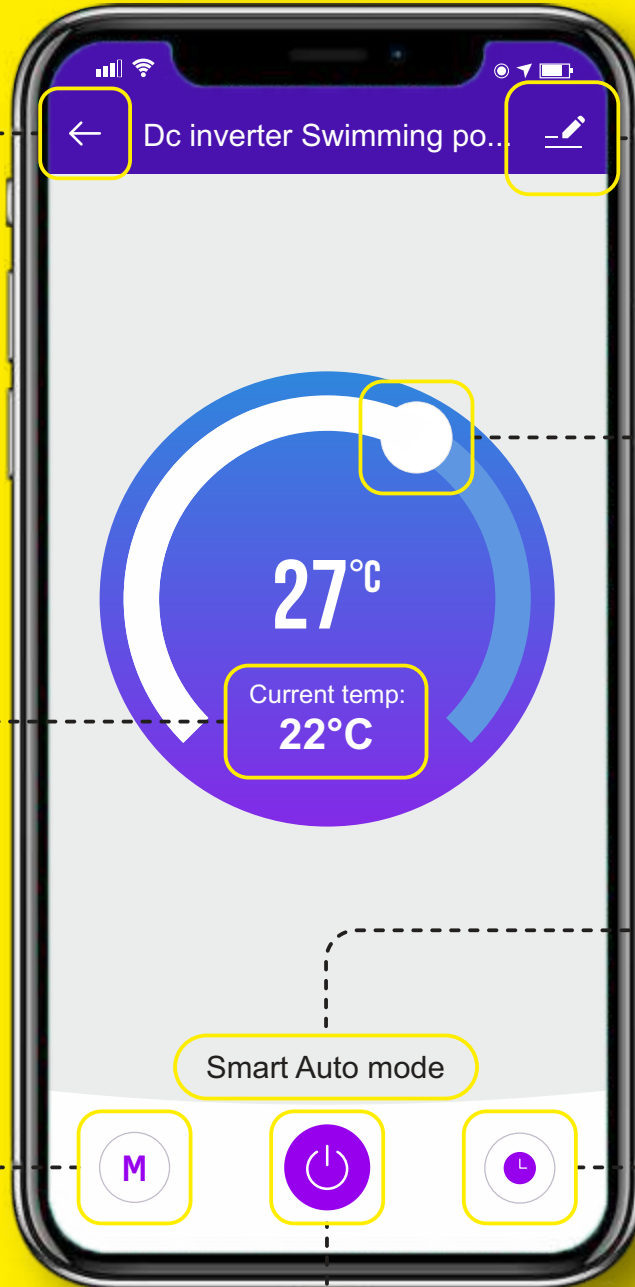 Dc inverter Swimming po...
27°C
Current temp:
22°C
Smart Auto mode
M